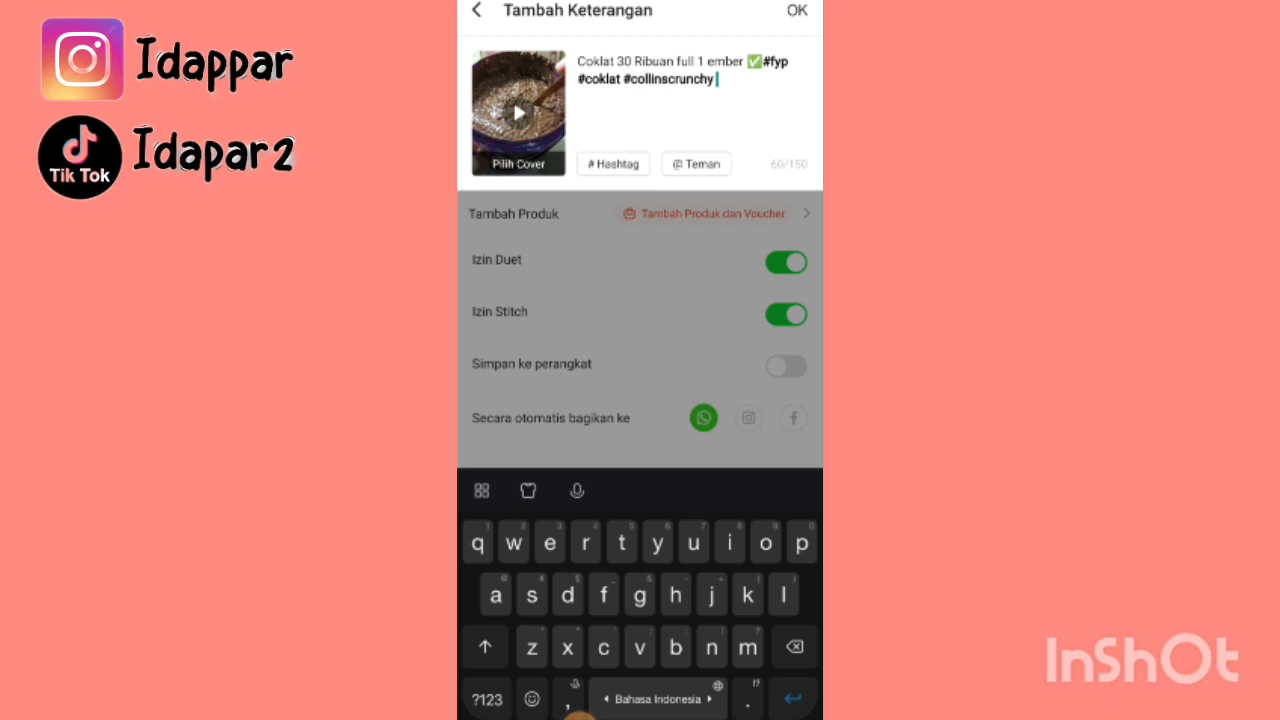 Idappar
Tik Tok
Idapar2
Tambah Keterangan
OK
Coklat 30 Ribuan full 1 ember ✅#fyp
#coklat #collinscrunchy
Pilih Cover
# Hashtag
@ Teman
60/150
Tambah Produk
Tambah Produk dan Voucher
Izin Duet
Izin Stitch
Simpan ke perangkat
Secara otomatis bagikan ke
q w e r t y u i o p
a s d f g h j k l
z x c v b n m
?123 , Bahasa Indonesia .
InShOt